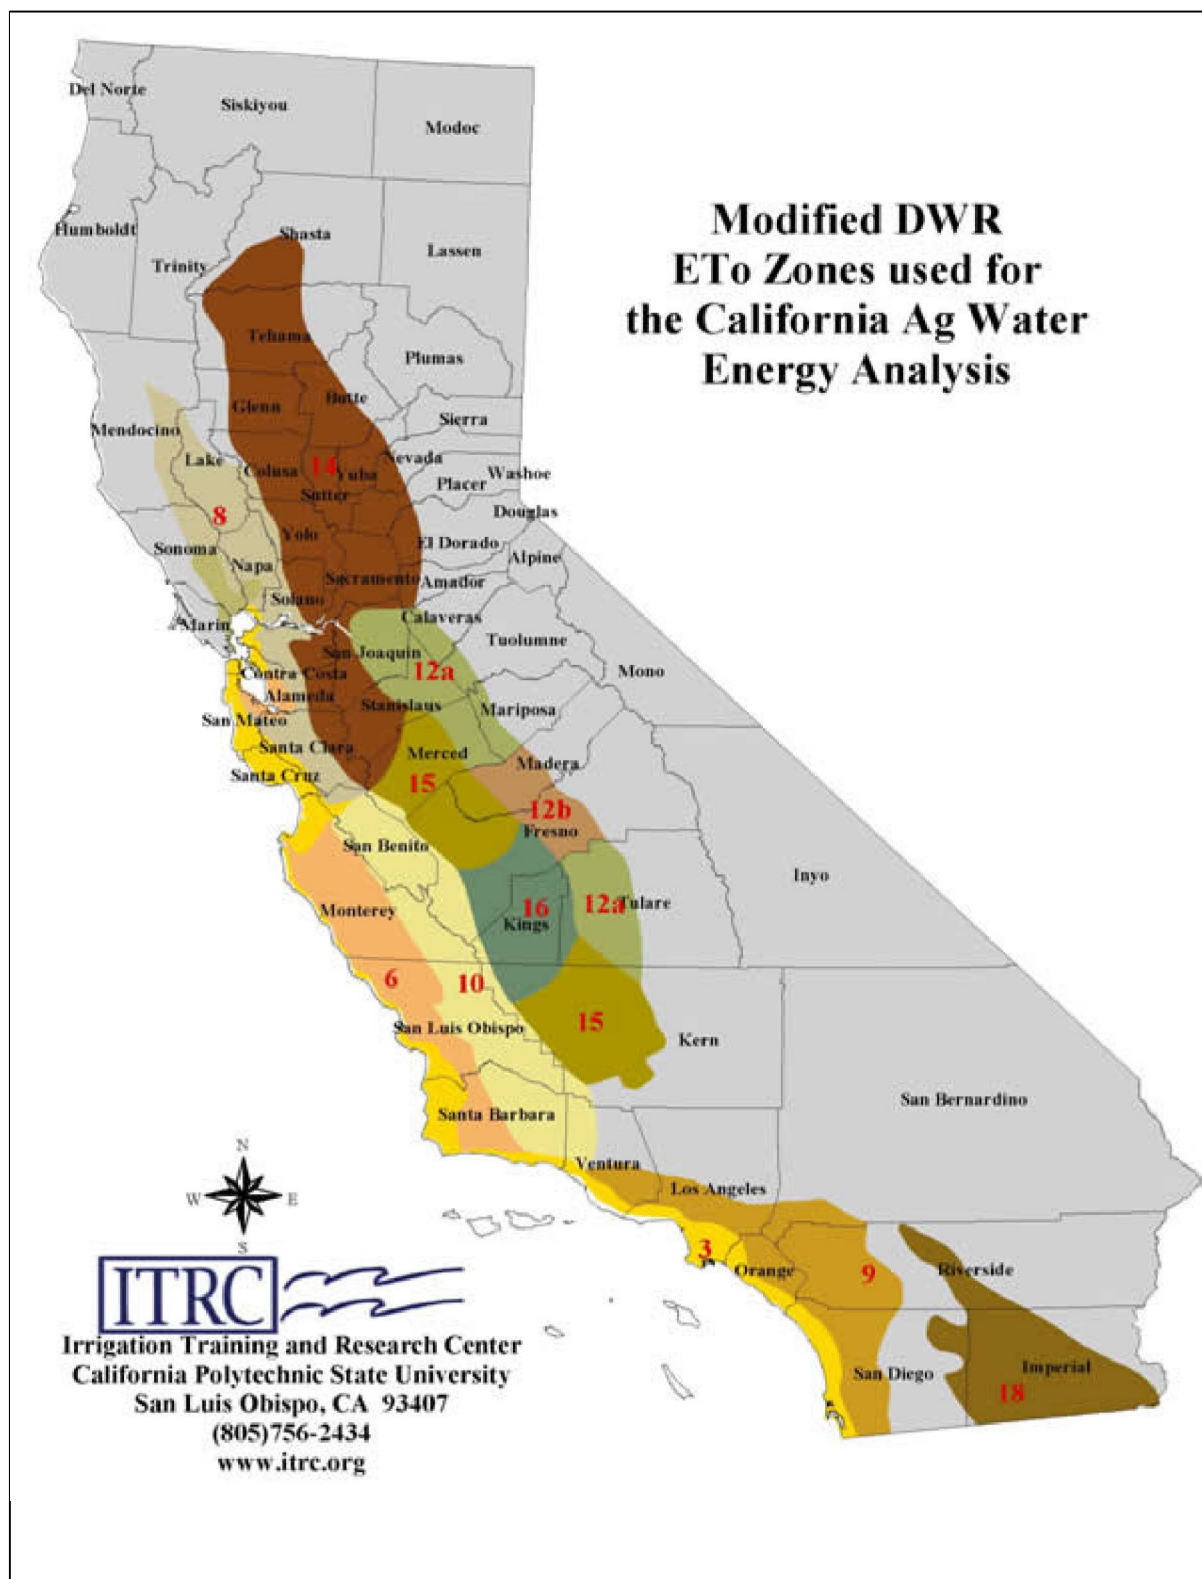 Modified DWR
ETo Zones used for
the California Ag Water
Energy Analysis
Del Norte
Siskiyou
Modoc
Humboldt
Trinity
Shasta
Lassen
Tehama
Plumas
Glenn
Butte
Sierra
Mendocino
Lake
Colusa
14
Yuba
Nevada
Washoe
Placer
Sutter
Douglas
8
Yolo
El Dorado
Sonoma
Napa
Alpine
Sacramento
Amador
Solano
Calaveras
Marin
Tuolumne
San Joaquin
12a
Mono
Contra Costa
Alameda
Stanislaus
Mariposa
San Mateo
Santa Clara
Merced
Madera
Santa Cruz
15
12b
Fresno
San Benito
Inyo
Monterey
16
12a
Tulare
Kings
6
10
San Luis Obispo
15
Kern
San Bernardino
Santa Barbara
Ventura
Los Angeles
3
Orange
9
Riverside
San Diego
Imperial
18
N
W
E
S
ITRC
Irrigation Training and Research Center
California Polytechnic State University
San Luis Obispo, CA 93407
(805)756-2434
www.itrc.org